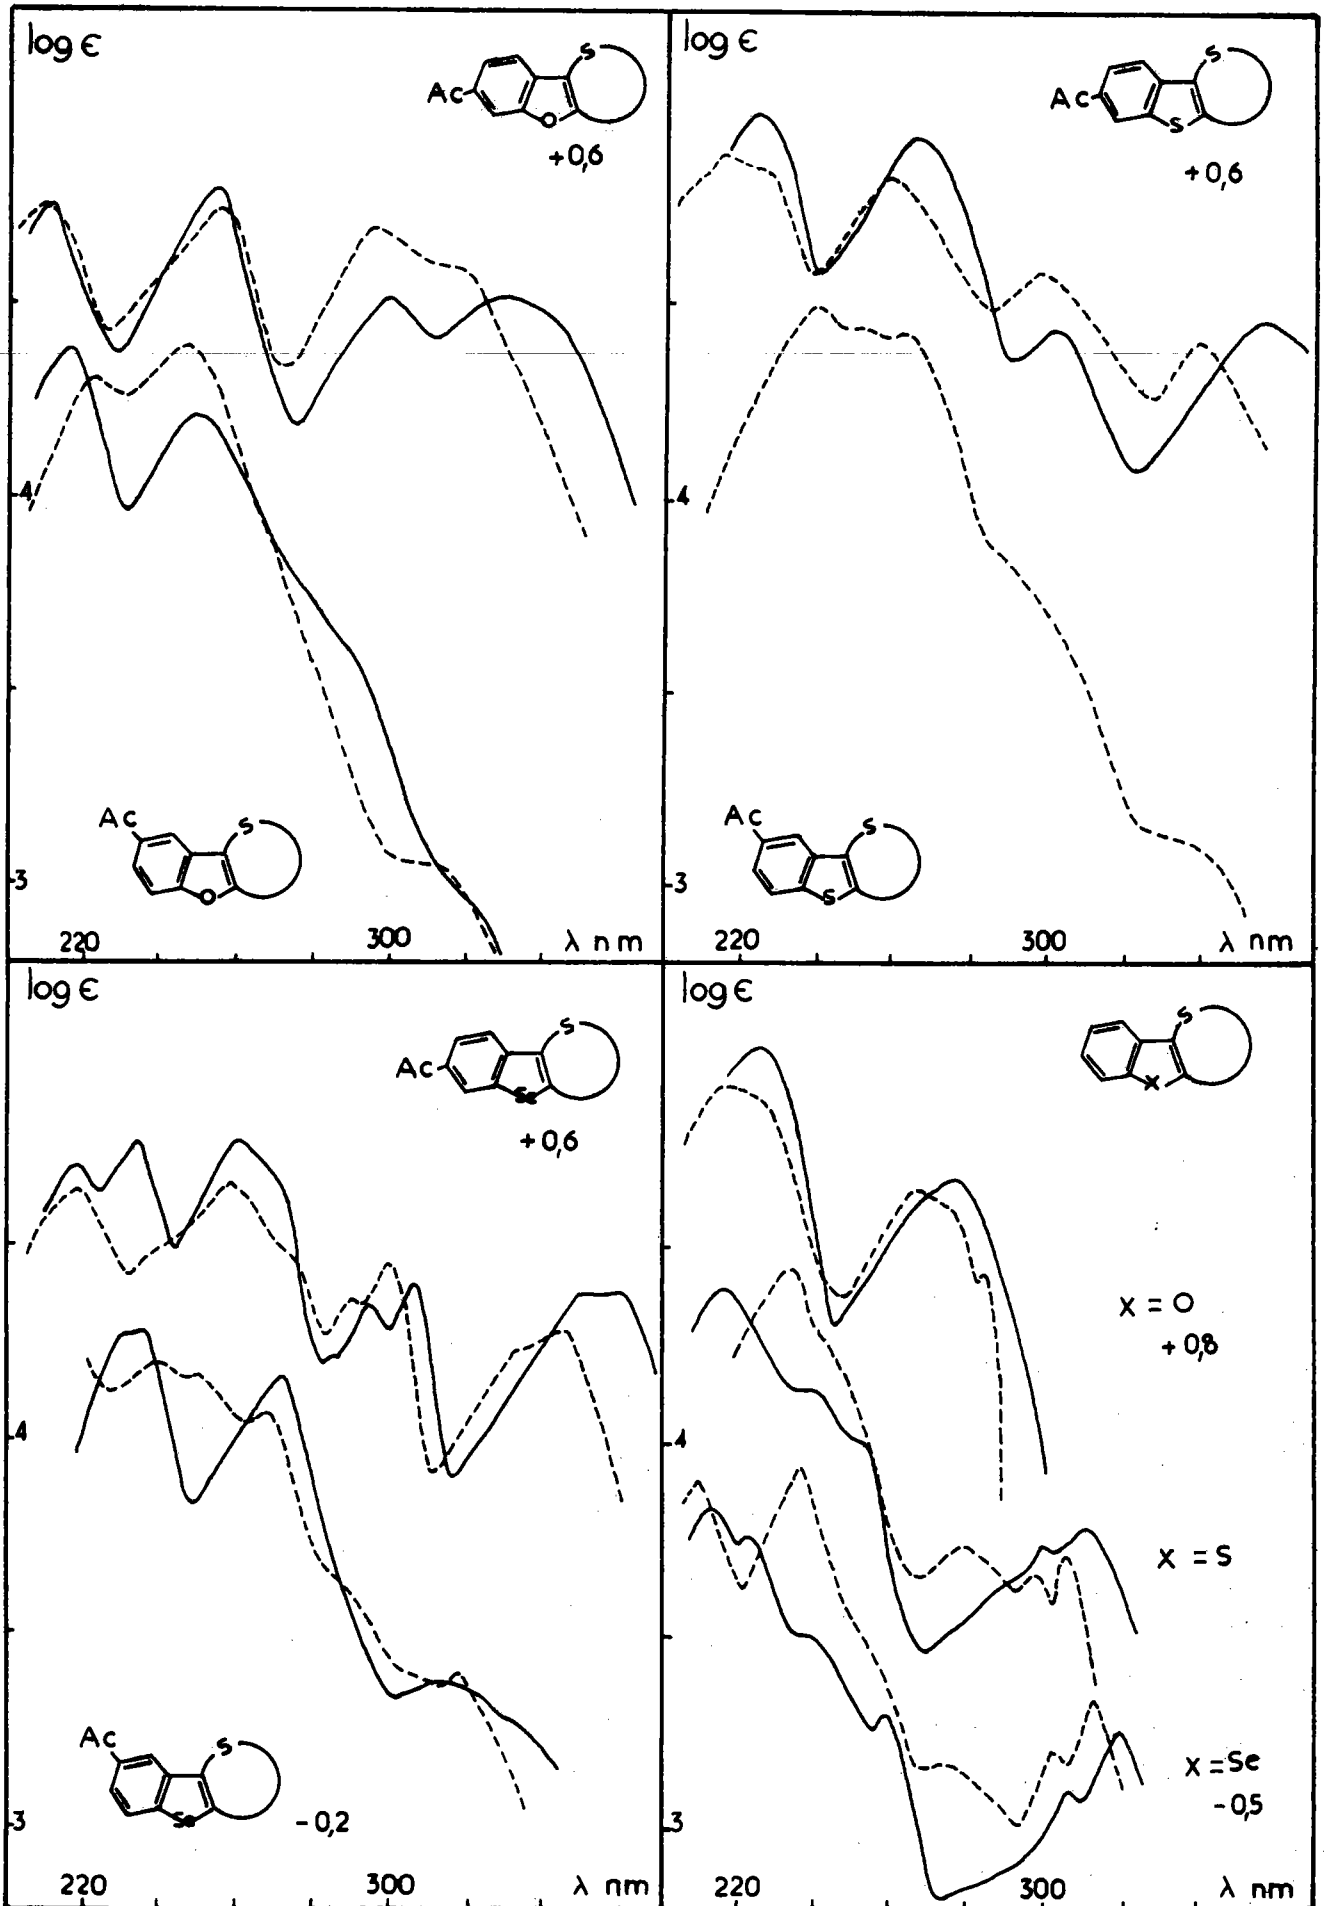 log ϵ
S
Ac
O
+0,6
4
Ac
S
O
3
220
300
λ nm
log ϵ
S
Ac
S
+0,6
4
Ac
S
S
3
220
300
λ nm
log ϵ
S
Ac
Se
+0,6
4
Ac
S
Se
-0,2
3
220
300
λ nm
log ϵ
S
X
X = O
+0,8
4
X = S
X = Se
-0,5
3
220
300
λ nm